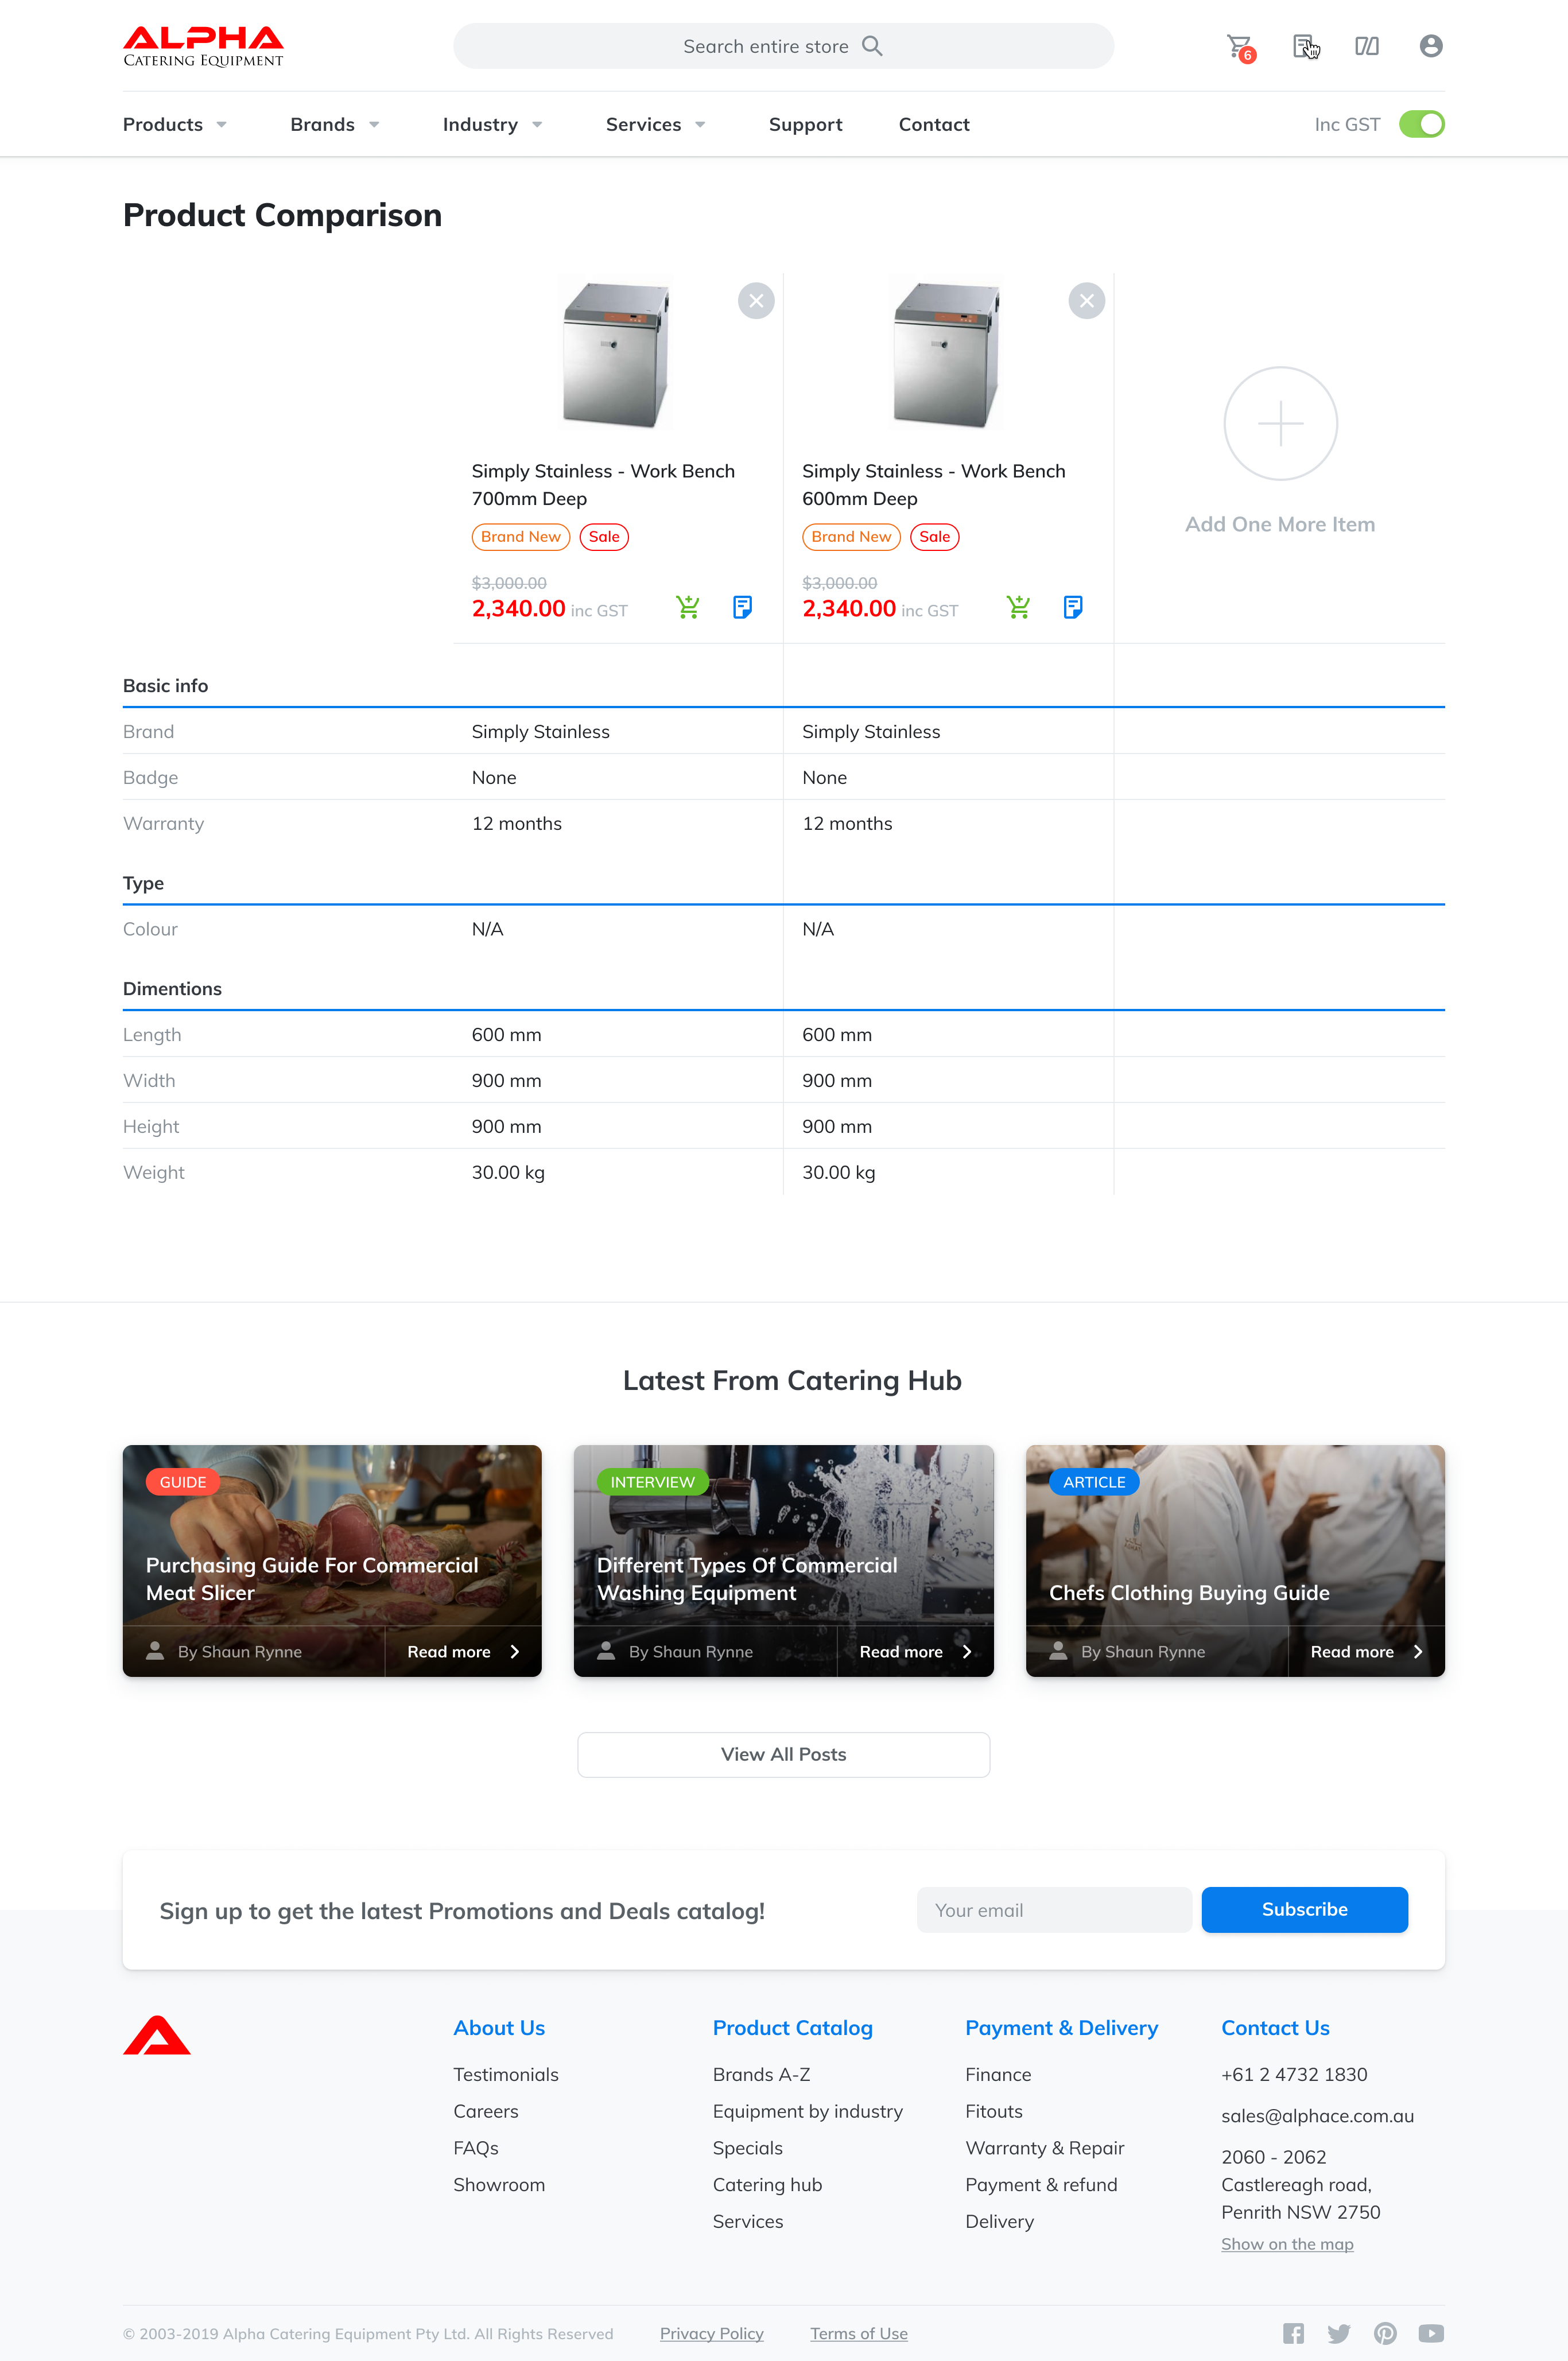 ALPHA
CATERING EQUIPMENT
Search entire store
6
Products
Brands
Industry
Services
Support
Contact
Inc GST
Product Comparison
Simply Stainless - Work Bench
700mm Deep
Brand New
Sale
$3,000.00
2,340.00 inc GST
Simply Stainless - Work Bench
600mm Deep
Brand New
Sale
$3,000.00
2,340.00 inc GST
Add One More Item
Basic info
Brand Simply Stainless Simply Stainless
Badge None None
Warranty 12 months 12 months
Type
Colour N/A N/A
Dimentions
Length 600 mm 600 mm
Width 900 mm 900 mm
Height 900 mm 900 mm
Weight 30.00 kg 30.00 kg
Latest From Catering Hub
GUIDE
Purchasing Guide For Commercial
Meat Slicer
By Shaun Rynne
Read more
INTERVIEW
Different Types Of Commercial
Washing Equipment
By Shaun Rynne
Read more
ARTICLE
Chefs Clothing Buying Guide
By Shaun Rynne
Read more
View All Posts
Sign up to get the latest Promotions and Deals catalog!
Your email
Subscribe
About Us
Testimonials
Careers
FAQs
Showroom
Product Catalog
Brands A-Z
Equipment by industry
Specials
Catering hub
Services
Payment & Delivery
Finance
Fitouts
Warranty & Repair
Payment & refund
Delivery
Contact Us
+61 2 4732 1830
sales@alphace.com.au
2060 - 2062
Castlereagh road,
Penrith NSW 2750
Show on the map
© 2003-2019 Alpha Catering Equipment Pty Ltd. All Rights Reserved
Privacy Policy
Terms of Use